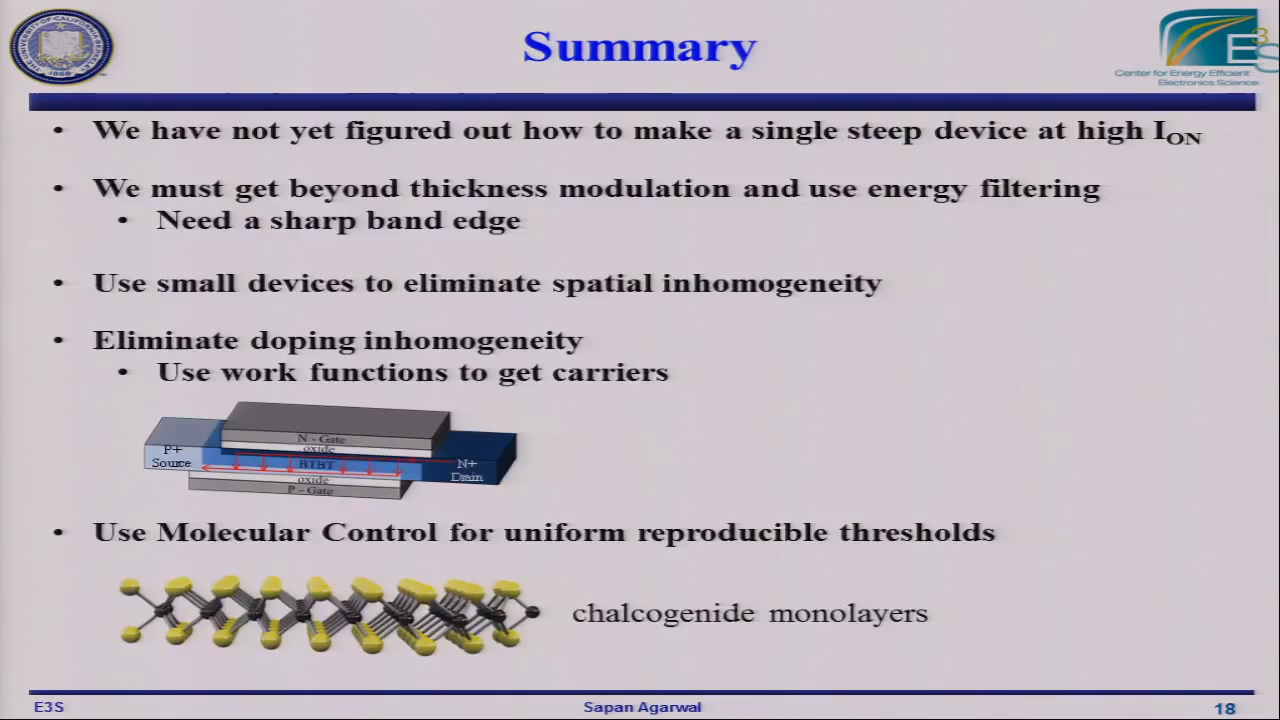 Summary
E3S
Center for Energy Efficient
Electronics Science
• We have not yet figured out how to make a single steep device at high ION
• We must get beyond thickness modulation and use energy filtering
• Need a sharp band edge
• Use small devices to eliminate spatial inhomogeneity
• Eliminate doping inhomogeneity
• Use work functions to get carriers
N - Gate
oxide
P+
Source
BTBT
N+
Drain
oxide
P - Gate
• Use Molecular Control for uniform reproducible thresholds
chalcogenide monolayers
E3S
Sapan Agarwal
18